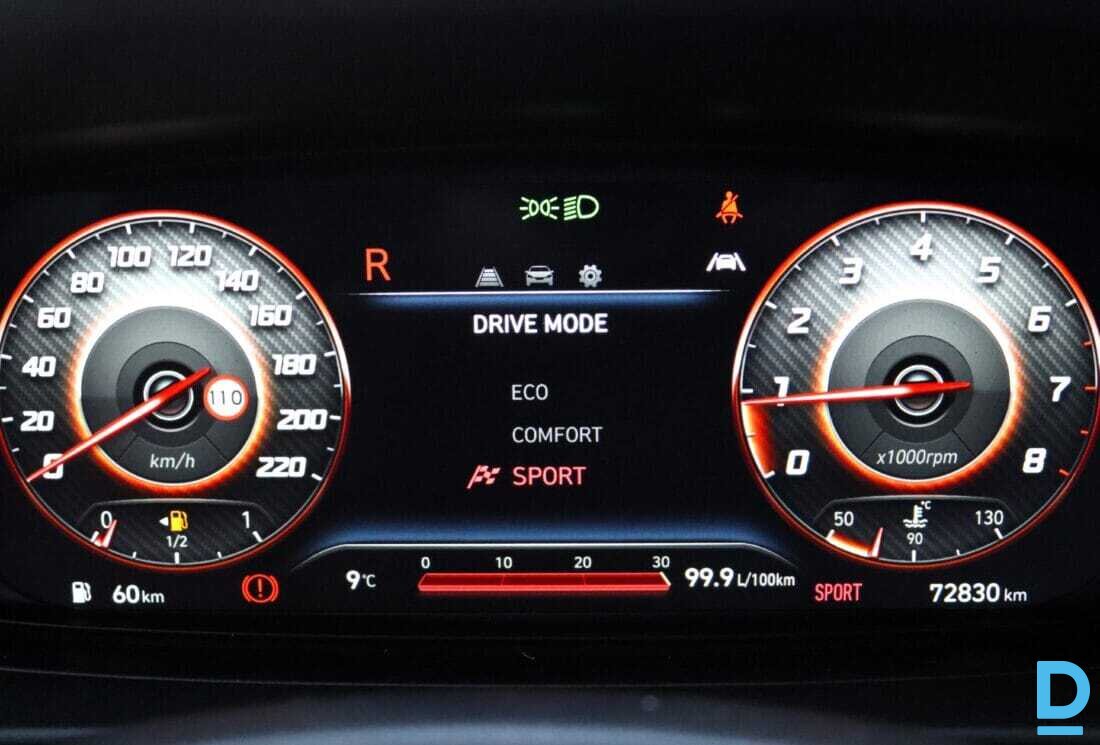 0
20
40
60
80
100
120
140
160
180
200
220
110
km/h
0
1/2
1
60 km
R
DRIVE MODE
ECO
COMFORT
SPORT
9°C
0 10 20 30
99.9 L/100km
0
1
2
3
4
5
6
7
8
x1000rpm
°C
50
90
130
SPORT
72830 km
D